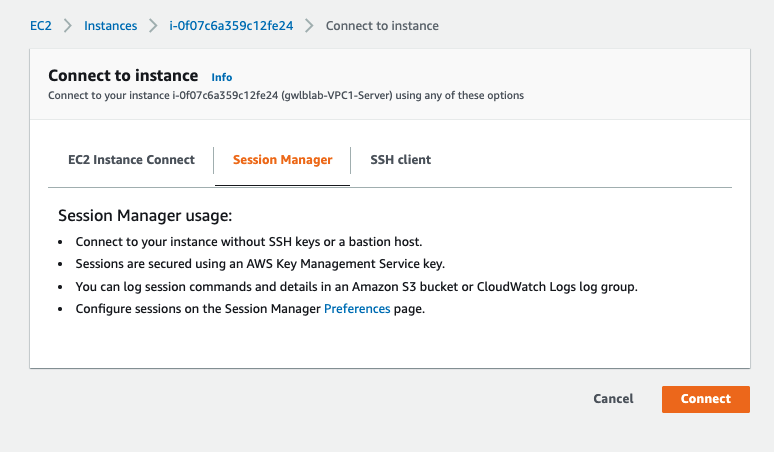 EC2 > Instances > i-0f07c6a359c12fe24 > Connect to instance
Connect to instance Info
Connect to your instance i-0f07c6a359c12fe24 (gwlblab-VPC1-Server) using any of these options
EC2 Instance Connect Session Manager SSH client
Session Manager usage:
• Connect to your instance without SSH keys or a bastion host.
• Sessions are secured using an AWS Key Management Service key.
• You can log session commands and details in an Amazon S3 bucket or CloudWatch Logs log group.
• Configure sessions on the Session Manager Preferences page.
Cancel Connect